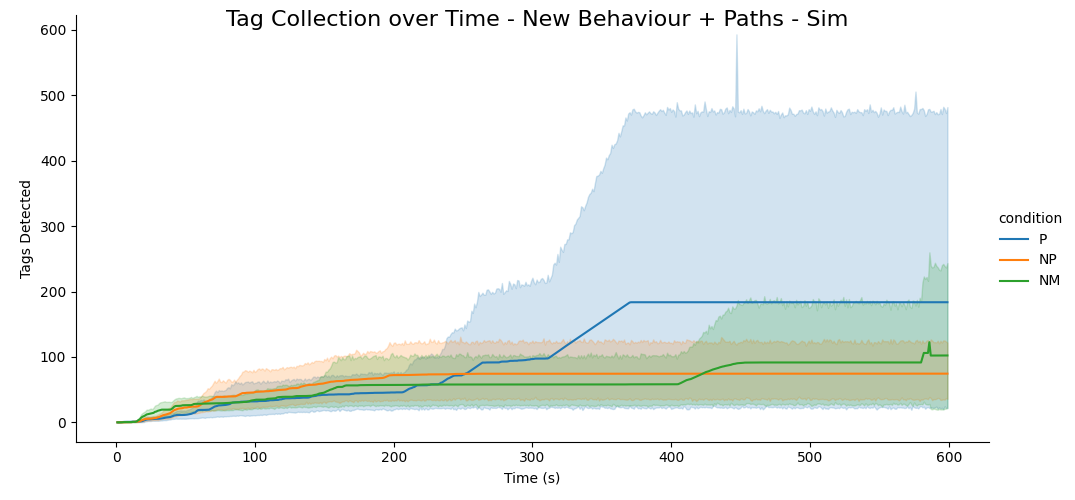 Tag Collection over Time - New Behaviour + Paths - Sim
600
500
400
300
200
100
0
Tags Detected
0 100 200 300 400 500 600
Time (s)
condition
P
NP
NM